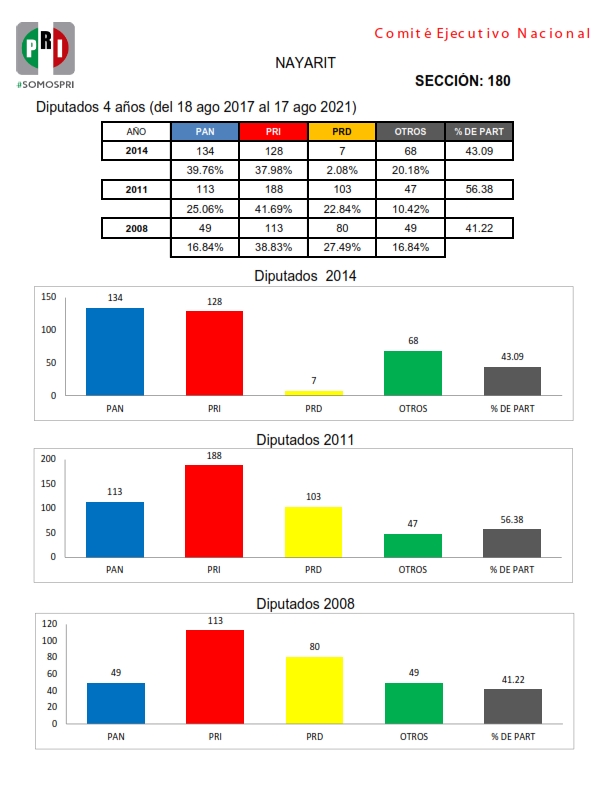 Comité Ejecutivo Nacional
PRI
#SOMOSPRI
NAYARIT
SECCIÓN: 180
Diputados 4 años (del 18 ago 2017 al 17 ago 2021)
AÑO PAN PRI PRD OTROS % DE PART
2014 134 128 7 68 43.09
39.76% 37.98% 2.08% 20.18%
2011 113 188 103 47 56.38
25.06% 41.69% 22.84% 10.42%
2008 49 113 80 49 41.22
16.84% 38.83% 27.49% 16.84%
Diputados 2014
150
134
128
100
68
50
43.09
7
0
PAN PRI PRD OTROS % DE PART
Diputados 2011
200
188
150
113
103
100
56.38
47
50
0
PAN PRI PRD OTROS % DE PART
Diputados 2008
120
113
100
80
80
60
49
49
41.22
40
20
0
PAN PRI PRD OTROS % DE PART